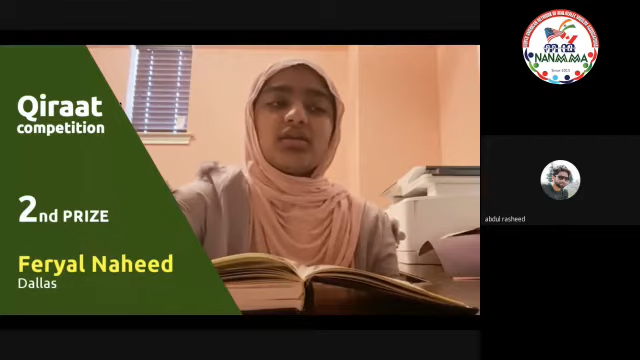 Qiraat
competition
2nd PRIZE
Feryal Naheed
Dallas
NANMMA
abdul rasheed